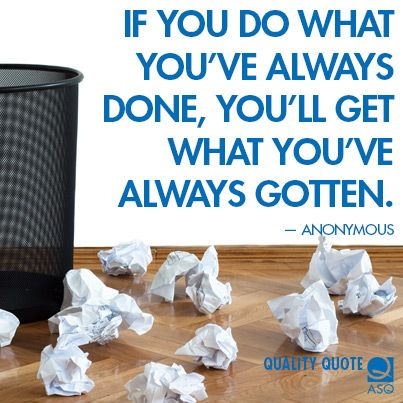 IF YOU DO WHAT
YOU'VE ALWAYS
DONE, YOU'LL GET
WHAT YOU'VE
ALWAYS GOTTEN.
— ANONYMOUS
QUALITY QUOTE
ASQ